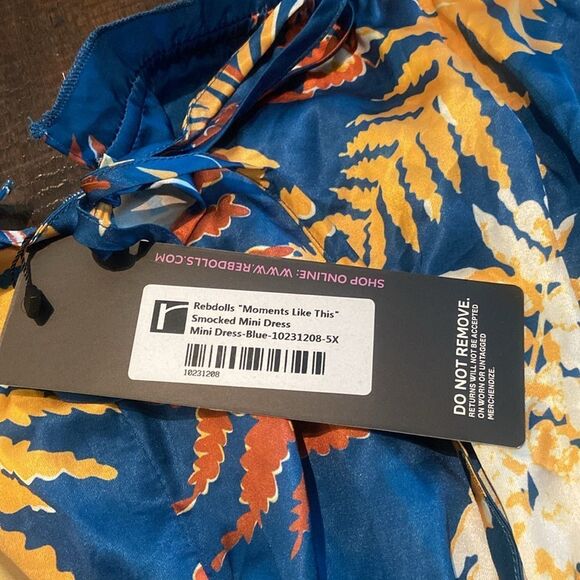 SHOP ONLINE: WWW.REBDOLLS.COM
r
Rebdolls "Moments Like This"
Smocked Mini Dress
Mini Dress-Blue-10231208-5X
10231208
DO NOT REMOVE.
RETURNS WILL NOT BE ACCEPTED
ON WORN OR UNTAGGED
MERCHENDIZE.